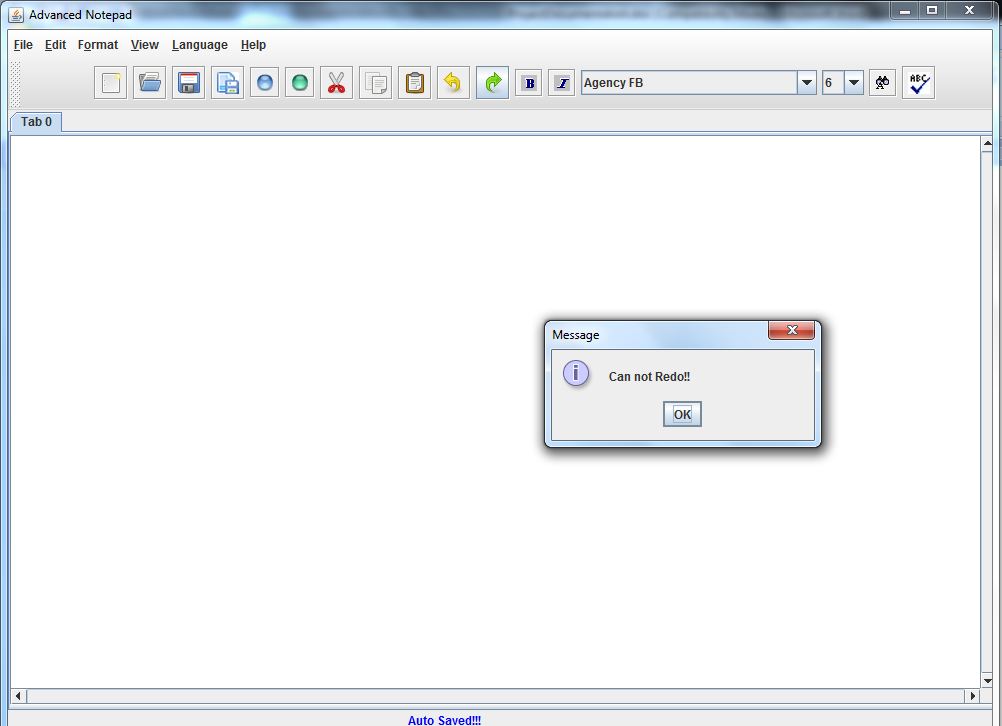 Advanced Notepad
File Edit Format View Language Help
B I Agency FB 6 ABC
Tab 0
Message
i
Can not Redo!!
OK
Auto Saved!!!